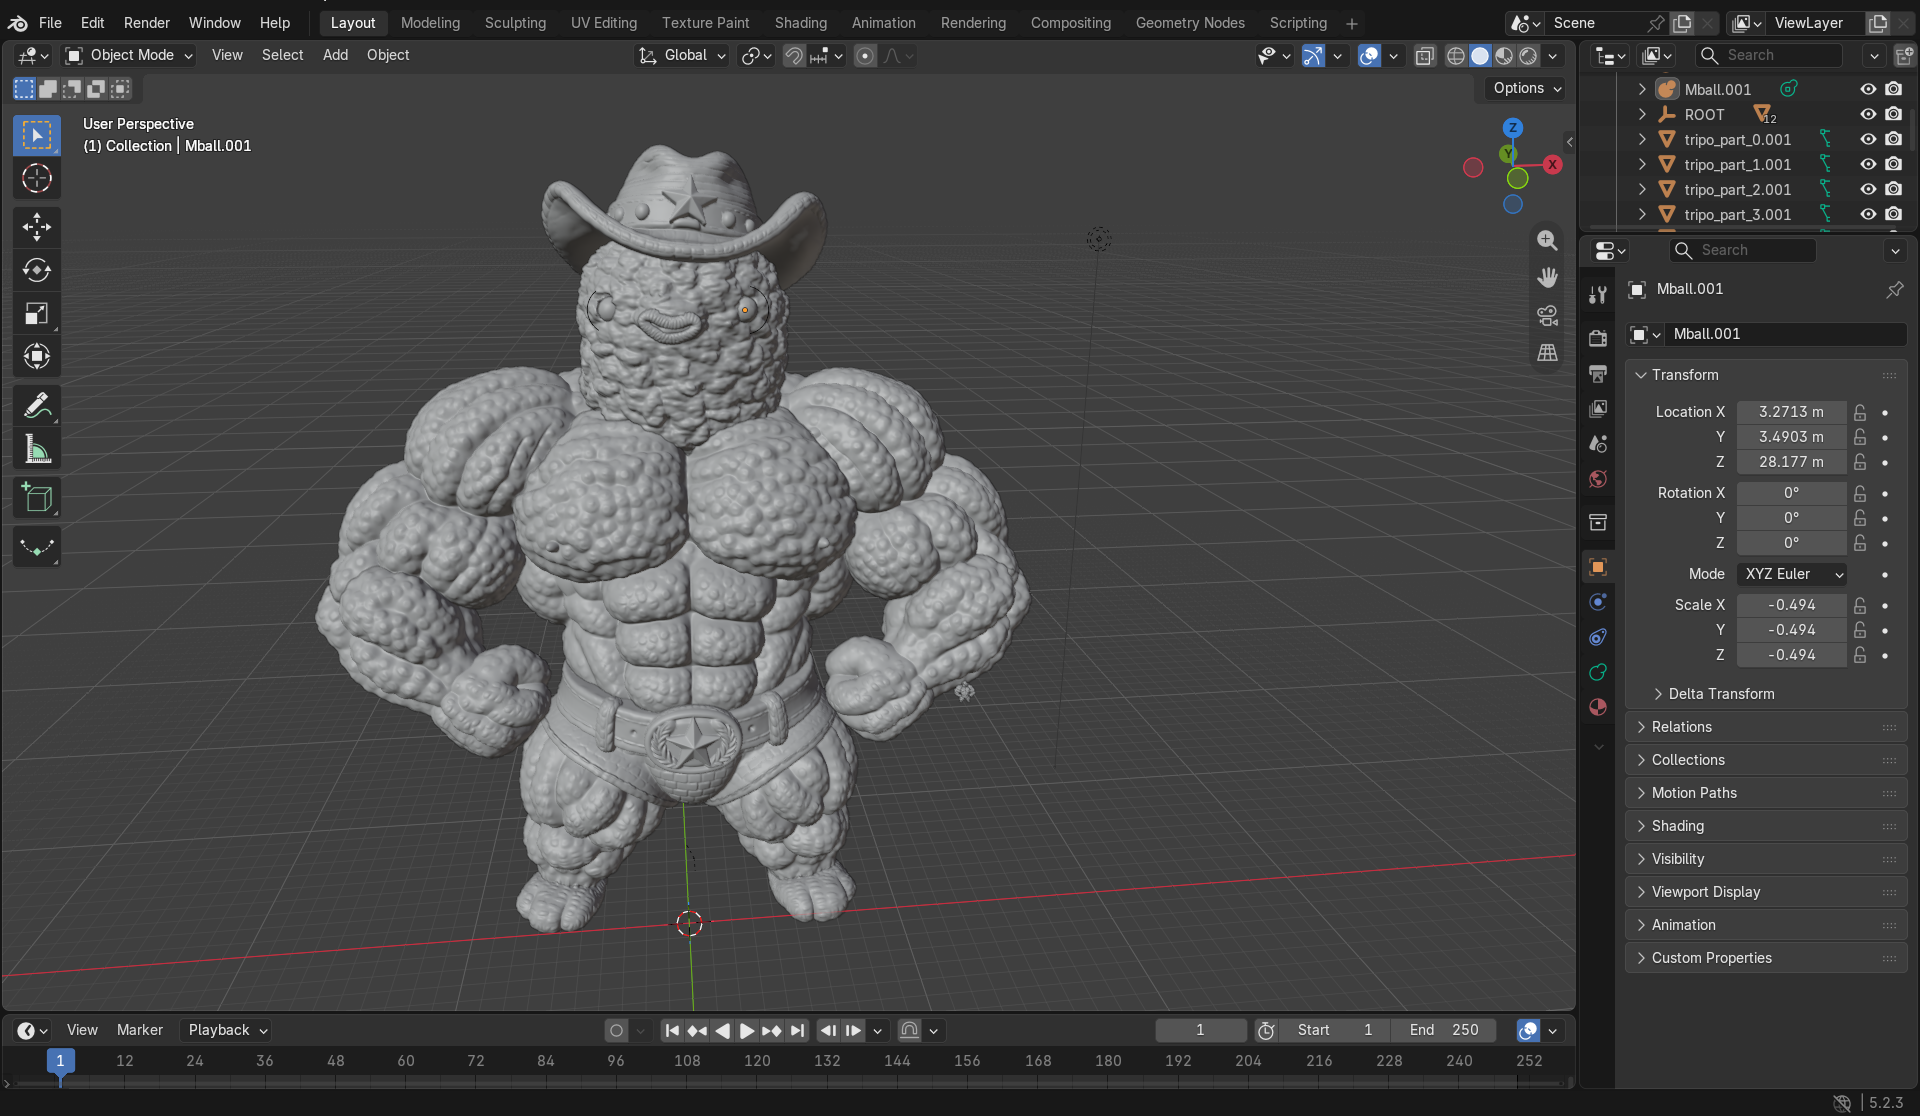 File Edit Render Window Help Layout Modeling Sculpting UV Editing Texture Paint Shading Animation Rendering Compositing Geometry Nodes Scripting Scene ViewLayer
Object Mode View Select Add Object Global Search
Options
User Perspective
(1) Collection | Mball.001
Z
Y
X
Mball.001
ROOT 12
tripo_part_0.001
tripo_part_1.001
tripo_part_2.001
tripo_part_3.001
Search
Mball.001
Mball.001
Transform
Location X 3.2713 m
Y 3.4903 m
Z 28.177 m
Rotation X 0°
Y 0°
Z 0°
Mode XYZ Euler
Scale X -0.494
Y -0.494
Z -0.494
Delta Transform
Relations
Collections
Motion Paths
Shading
Visibility
Viewport Display
Animation
Custom Properties
View Marker Playback 1 Start 1 End 250
1 12 24 36 48 60 72 84 96 108 120 132 144 156 168 180 192 204 216 228 240 252
5.2.3